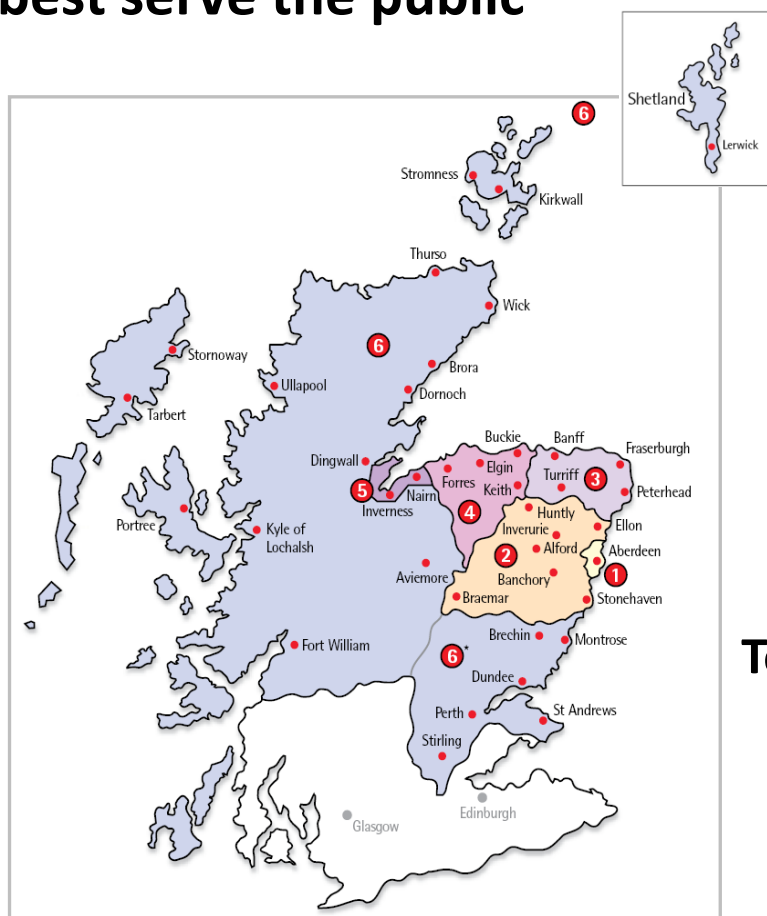 best serve the public
Shetland
Lerwick
6
Stromness
Kirkwall
Thurso
Wick
6
Stornoway
Brora
Ullapool
Dornoch
Tarbert
Buckie
Banff
Fraserburgh
Dingwall
Elgin
Turriff
3
Forres
Keith
Peterhead
5
Nairn
Inverness
4
Huntly
Portree
Kyle of
Lochalsh
Inverurie
Ellon
2
Alford
Aberdeen
Aviemore
Banchory
1
Braemar
Stonehaven
Brechin
Montrose
Fort William
6*
To
Dundee
Perth
St Andrews
Stirling
Edinburgh
Glasgow